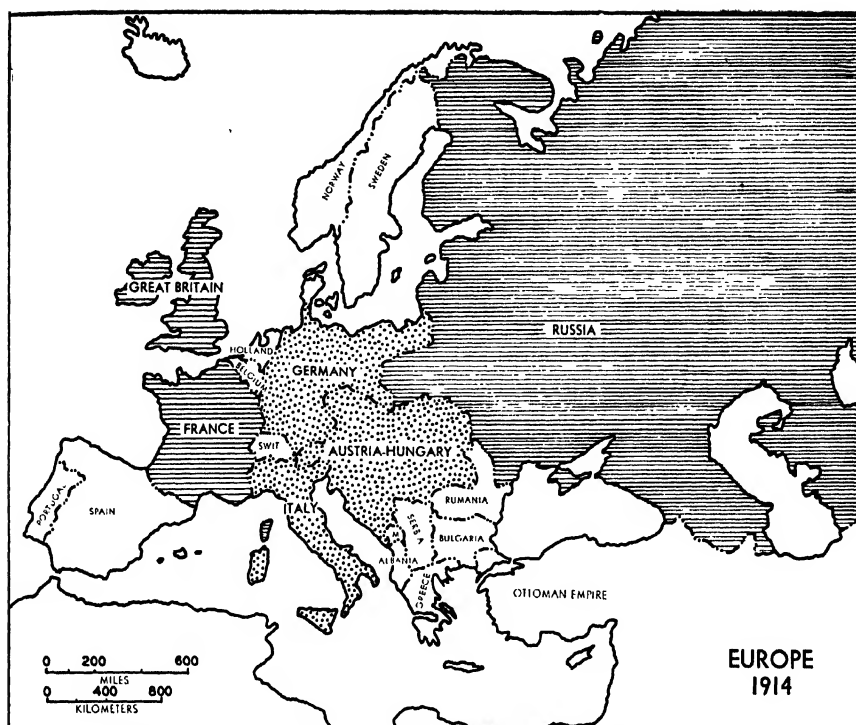 NORWAY
SWEDEN
GREAT BRITAIN
RUSSIA
HOLLAND
BELGIUM
GERMANY
FRANCE
SWIT
AUSTRIA-HUNGARY
PORTUGAL
SPAIN
ITALY
RUMANIA
SERBIA
BULGARIA
ALBANIA
GREECE
OTTOMAN EMPIRE
0 200 600
MILES
0 400 800
KILOMETERS
EUROPE
1914